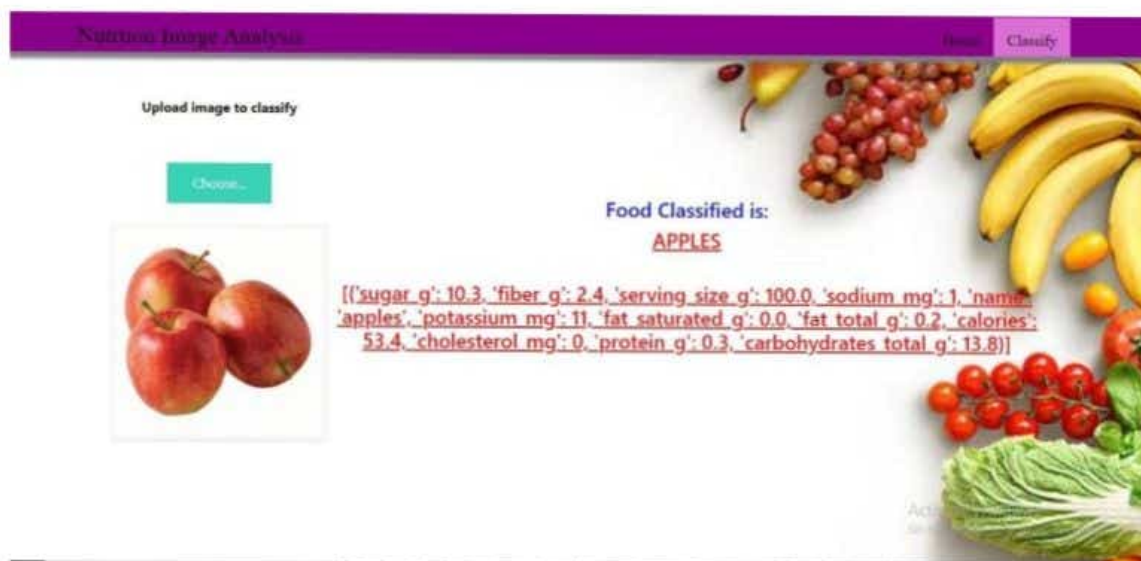 Nutrition Image Analysis
Home Classify
Upload image to classify
Choose...
Food Classified is:
APPLES
[{'sugar_g': 10.3, 'fiber_g': 2.4, 'serving_size_g': 100.0, 'sodium_mg': 1, 'name':
'apples', 'potassium_mg': 11, 'fat_saturated_g': 0.0, 'fat_total_g': 0.2, 'calories':
53.4, 'cholesterol_mg': 0, 'protein_g': 0.3, 'carbohydrates_total_g': 13.8}]